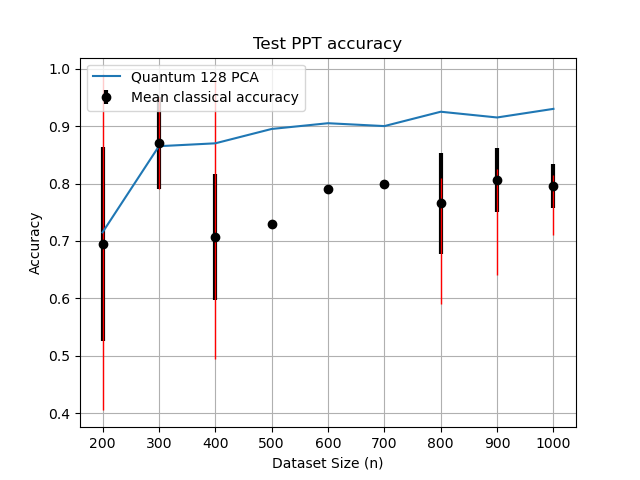 Test PPT accuracy
Quantum 128 PCA
Mean classical accuracy
1.0
0.9
0.8
0.7
0.6
0.5
0.4
Accuracy
200 300 400 500 600 700 800 900 1000
Dataset Size (n)